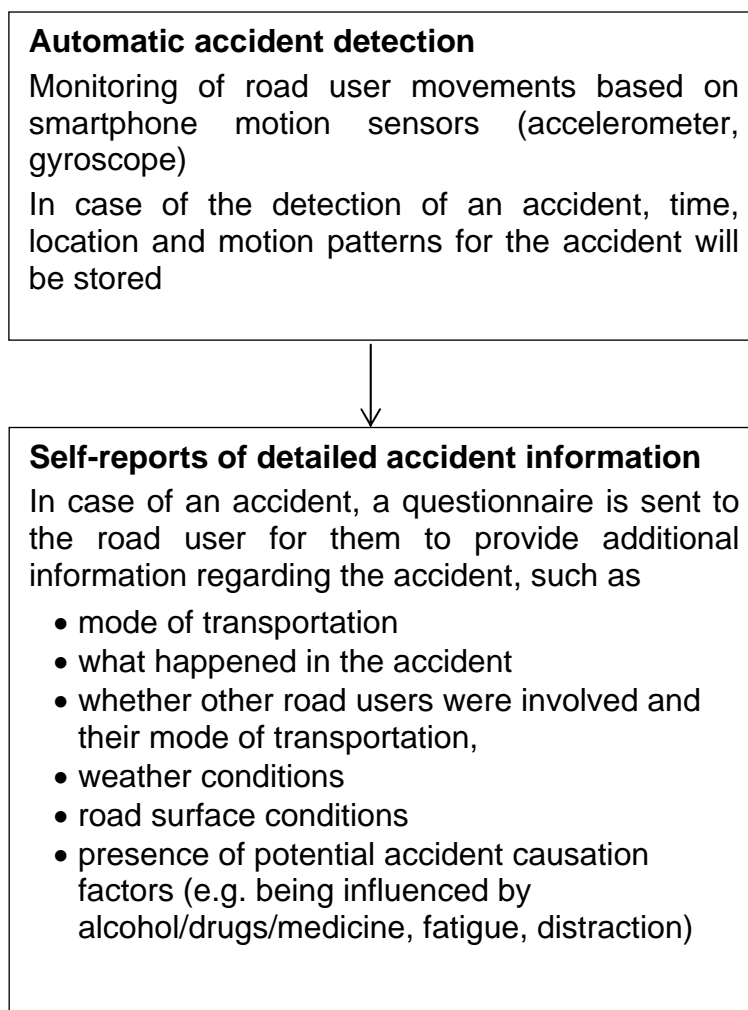 Automatic accident detection
Monitoring of road user movements based on
smartphone motion sensors (accelerometer,
gyroscope)
In case of the detection of an accident, time,
location and motion patterns for the accident will
be stored
Self-reports of detailed accident information
In case of an accident, a questionnaire is sent to
the road user for them to provide additional
information regarding the accident, such as
• mode of transportation
• what happened in the accident
• whether other road users were involved and
their mode of transportation,
• weather conditions
• road surface conditions
• presence of potential accident causation
factors (e.g. being influenced by
alcohol/drugs/medicine, fatigue, distraction)